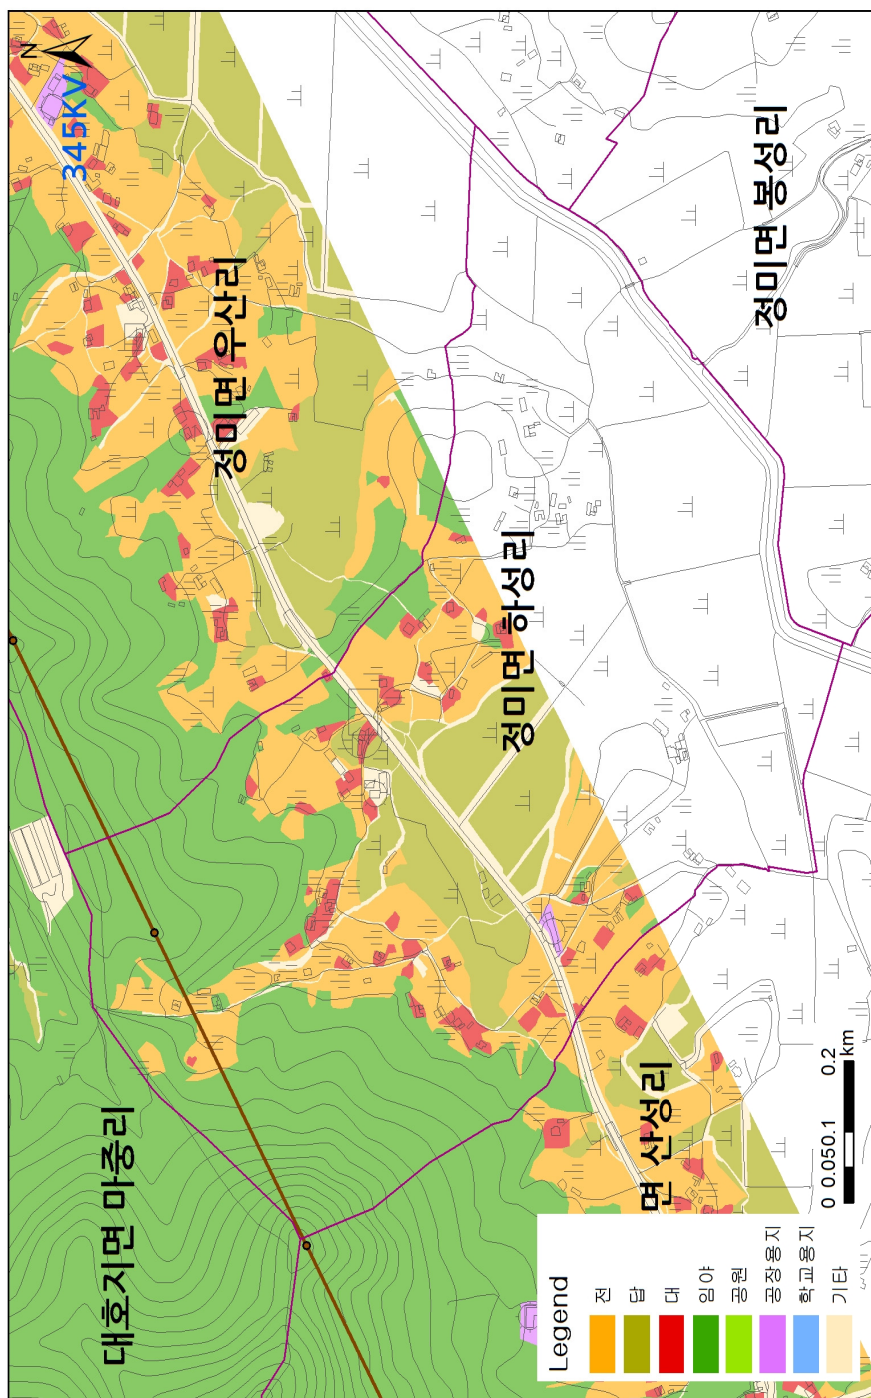 N
345KV
정미면 우산리
정미면 봉성리
정미면 하성리
면 산성리
대호지면 마중리
0 0.050.1 0.2
km
Legend
전
답
대
임야
공원
공장용지
학교용지
기타